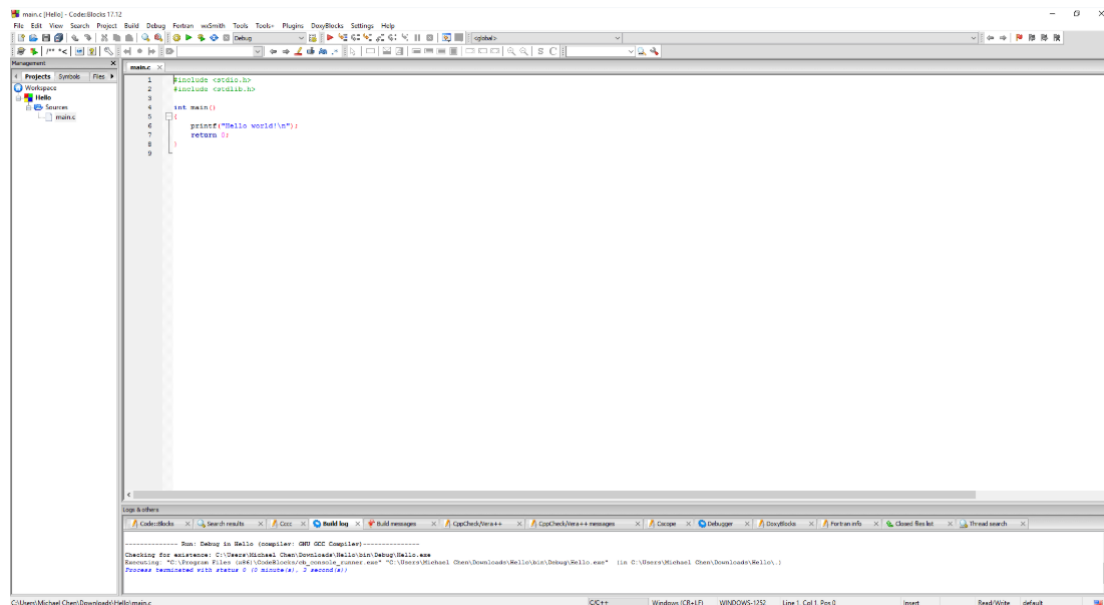 main.c [Hello] - Code::Blocks 17.12
File Edit View Search Project Build Debug Fortran wxSmith Tools Tools+ Plugins DoxyBlocks Settings Help
Debug <global>
/** *< S C
Management
Projects Symbols Files
Workspace
Hello
Sources
main.c
main.c
1 #include <stdio.h>
2 #include <stdlib.h>
3
4 int main()
5 {
6 printf("Hello world!\n");
7 return 0;
8 }
9
Logs & others
Code::Blocks Search results Cccc Build log Build messages CppCheck/Vera++ CppCheck/Vera++ messages Cscope Debugger DoxyBlocks Fortran info Closed files list Thread search
-------------- Run: Debug in Hello (compiler: GNU GCC Compiler)---------------
Checking for existence: C:\Users\Michael Chen\Downloads\Hello\bin\Debug\Hello.exe
Executing: "C:\Program Files (x86)\CodeBlocks/cb_console_runner.exe" "C:\Users\Michael Chen\Downloads\Hello\bin\Debug\Hello.exe" (in C:\Users\Michael Chen\Downloads\Hello\.)
Process terminated with status 0 (0 minute(s), 2 second(s))
C:\Users\Michael Chen\Downloads\Hello\main.c C/C++ Windows (CR+LF) WINDOWS-1252 Line 1, Col 1, Pos 0 Insert Read/Write default